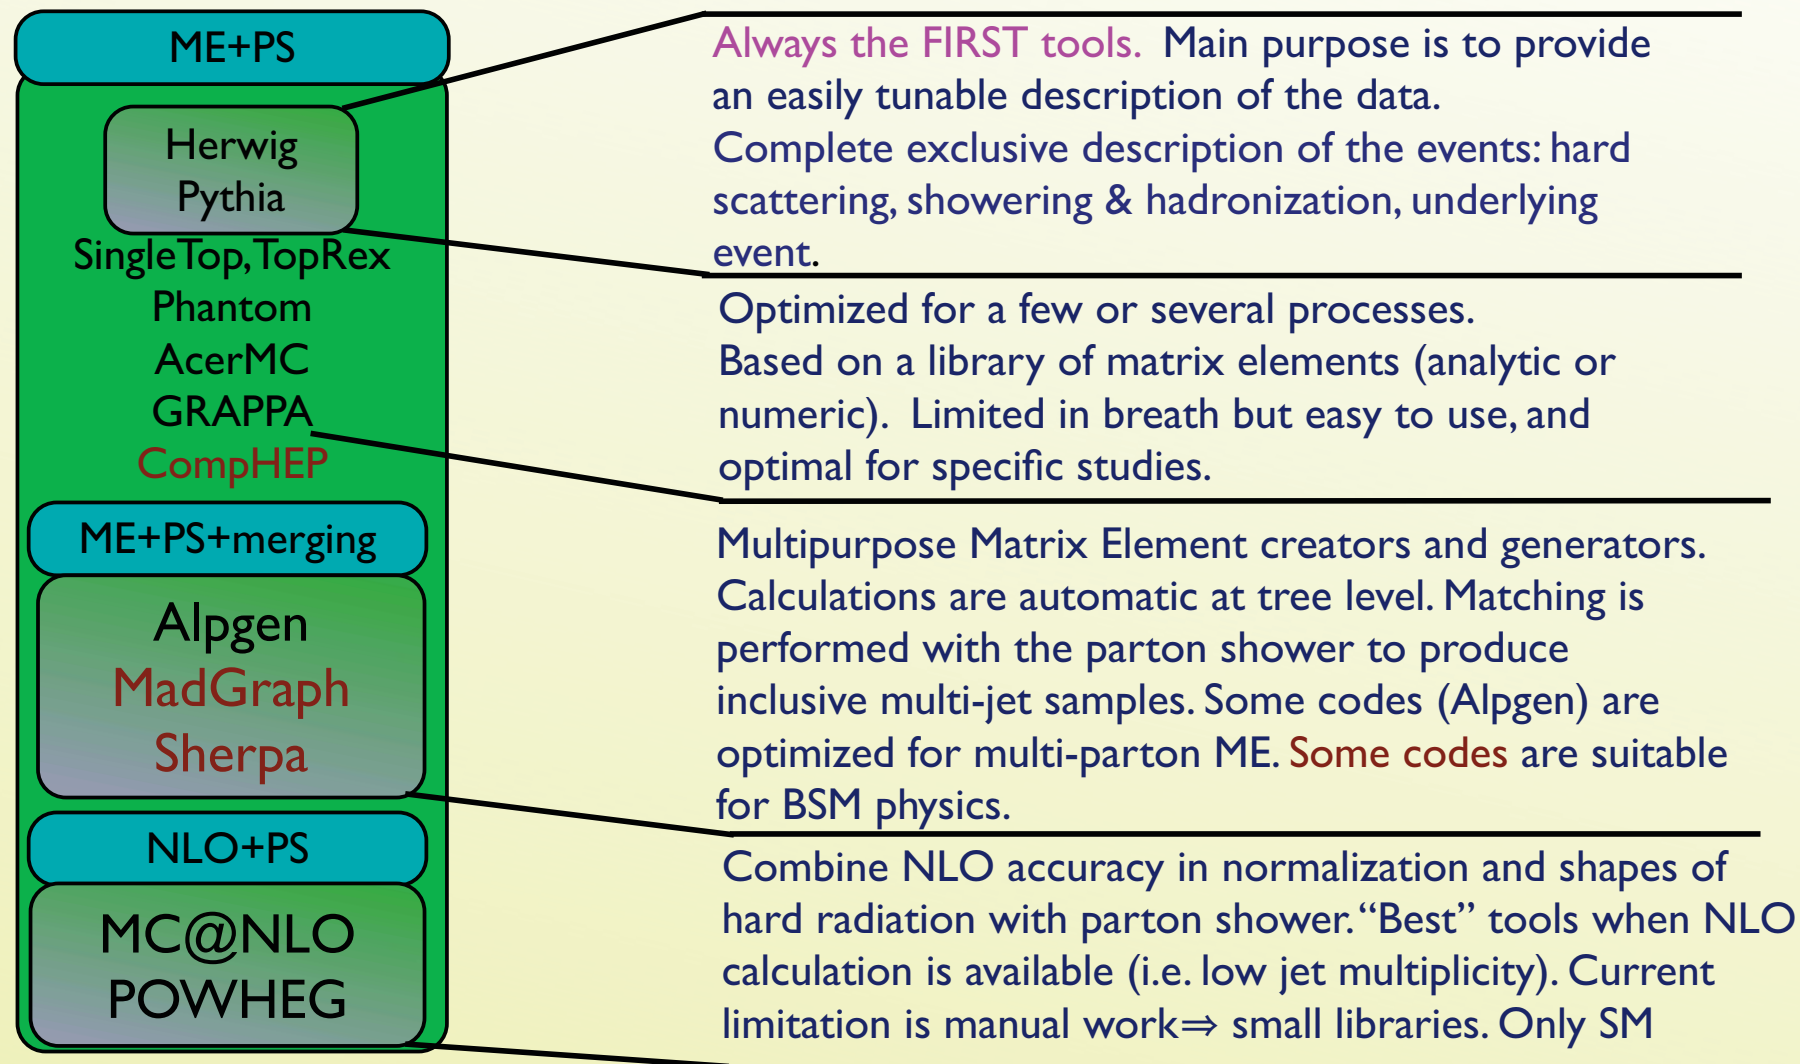 ME+PS
Herwig
Pythia
SingleTop, TopRex
Phantom
AcerMC
GRAPPA
CompHEP
ME+PS+merging
Alpgen
MadGraph
Sherpa
NLO+PS
MC@NLO
POWHEG
Always the FIRST tools. Main purpose is to provide
an easily tunable description of the data.
Complete exclusive description of the events: hard
scattering, showering & hadronization, underlying
event.
Optimized for a few or several processes.
Based on a library of matrix elements (analytic or
numeric). Limited in breath but easy to use, and
optimal for specific studies.
Multipurpose Matrix Element creators and generators.
Calculations are automatic at tree level. Matching is
performed with the parton shower to produce
inclusive multi-jet samples. Some codes (Alpgen) are
optimized for multi-parton ME. Some codes are suitable
for BSM physics.
Combine NLO accuracy in normalization and shapes of
hard radiation with parton shower. “Best” tools when NLO
calculation is available (i.e. low jet multiplicity). Current
limitation is manual work⇒ small libraries. Only SM